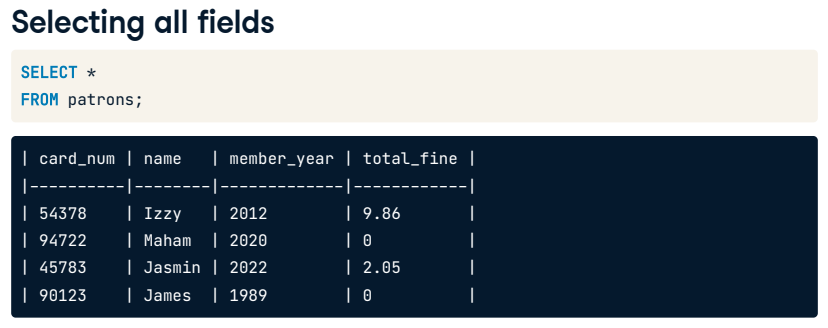 Selecting all fields
SELECT *
FROM patrons;
| card_num | name   | member_year | total_fine |
|----------|--------|-------------|------------|
| 54378    | Izzy   | 2012        | 9.86       |
| 94722    | Maham  | 2020        | 0          |
| 45783    | Jasmin | 2022        | 2.05       |
| 90123    | James  | 1989        | 0          |